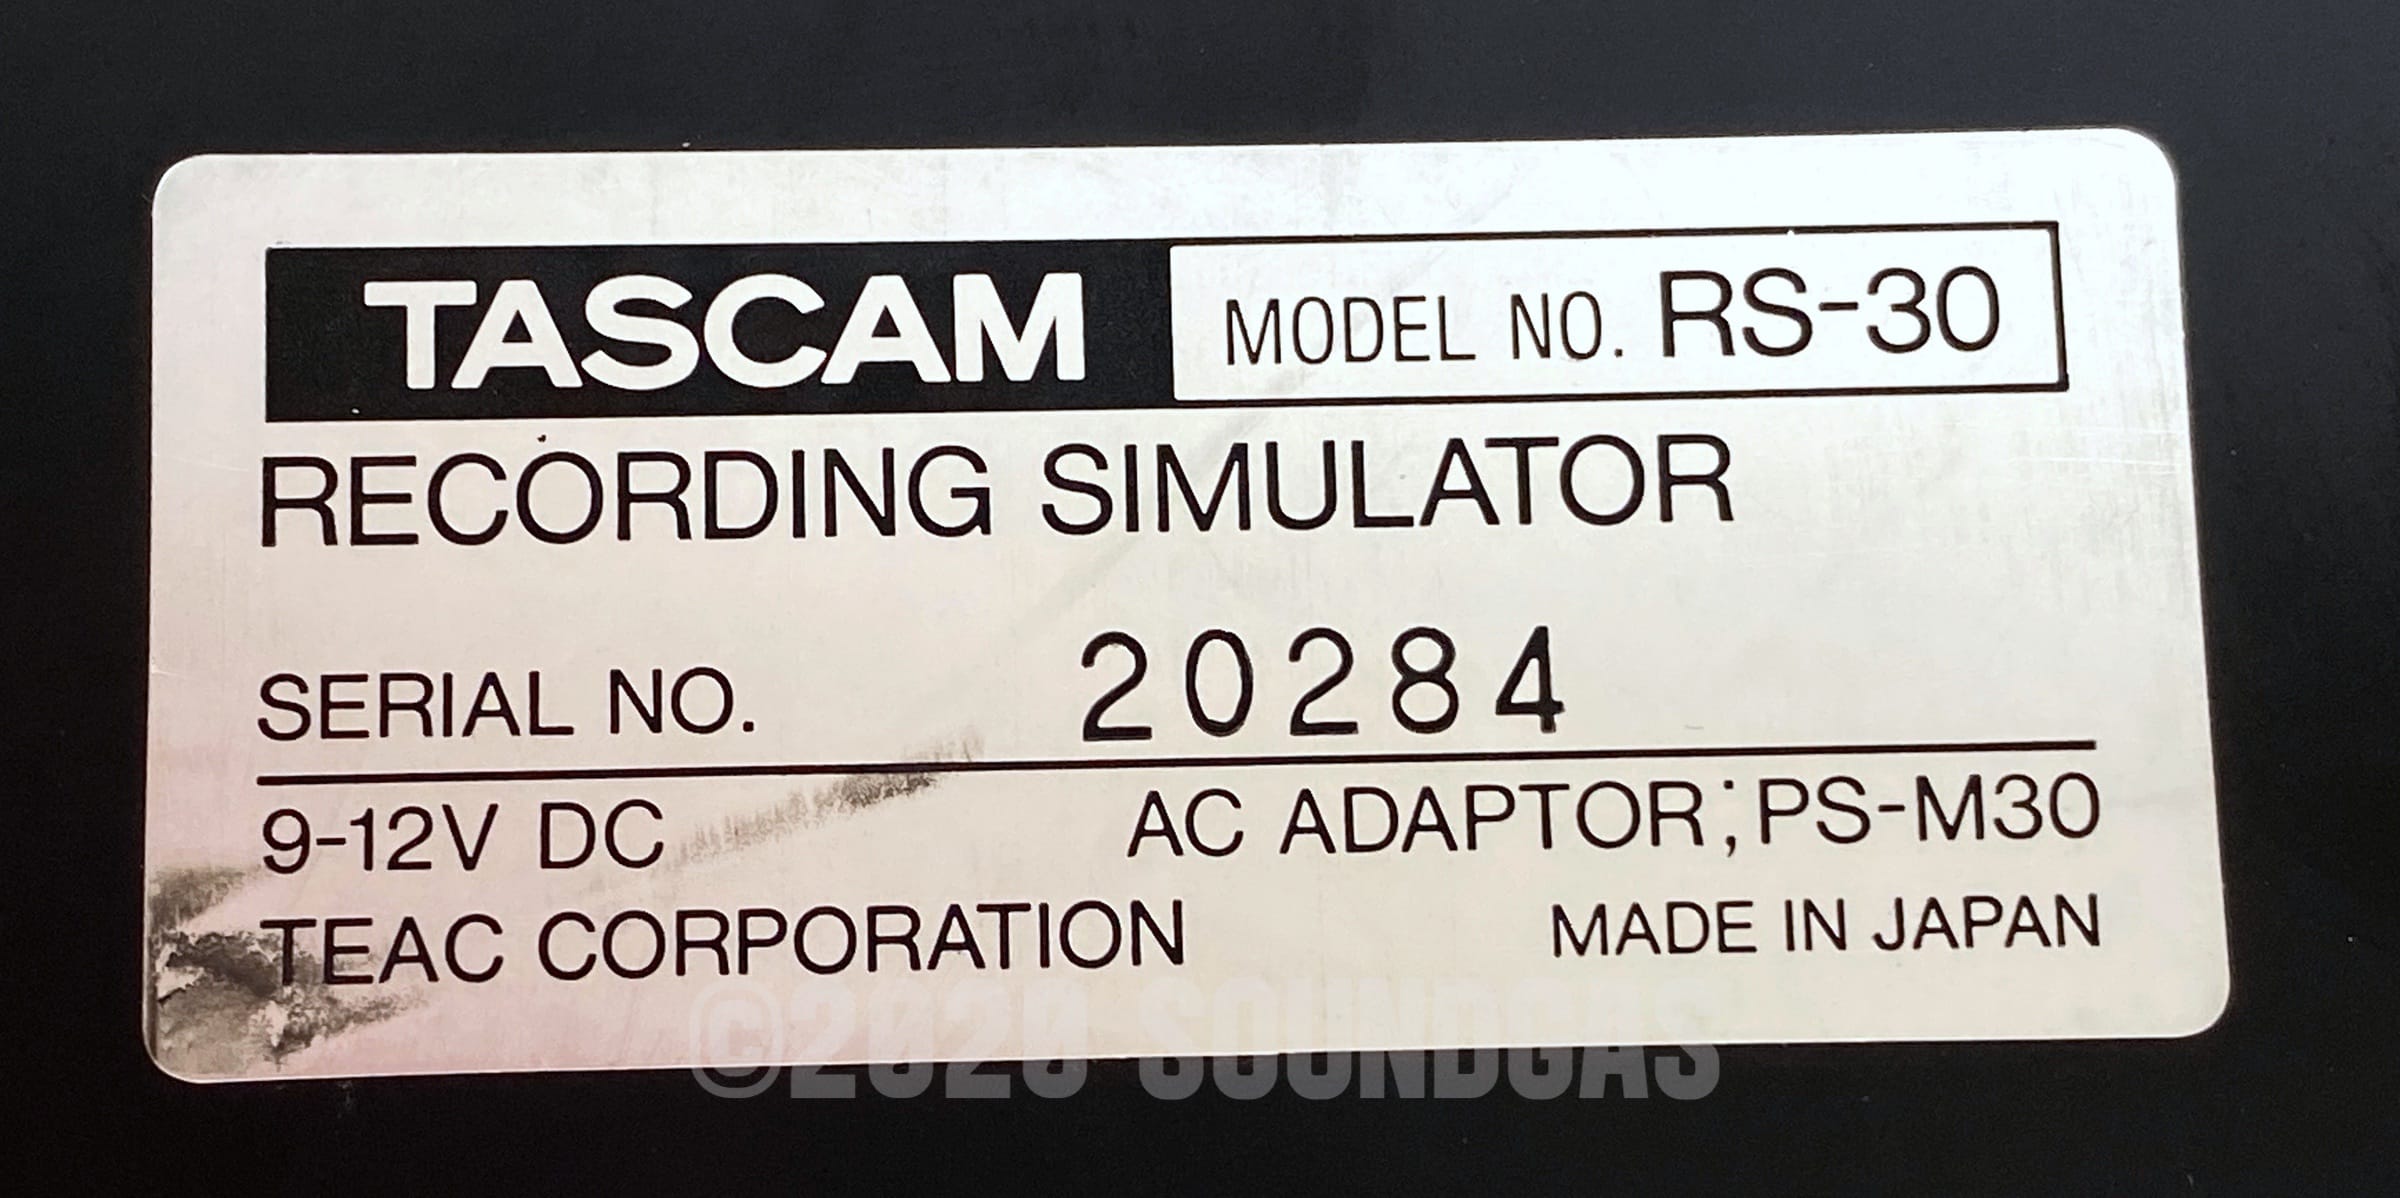 TASCAM MODEL NO. RS-30
RECORDING SIMULATOR
SERIAL NO. 20284
9-12V DC AC ADAPTOR; PS-M30
TEAC CORPORATION MADE IN JAPAN
©2020 SOUNDGAS